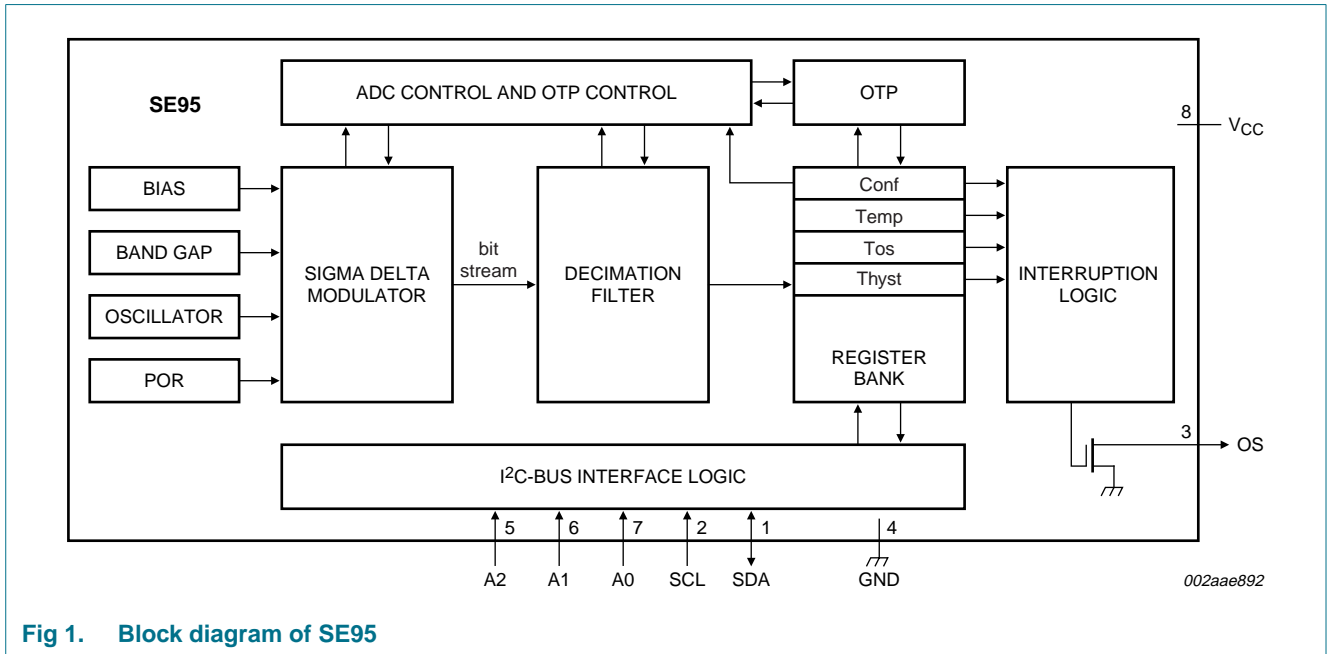 SE95
ADC CONTROL AND OTP CONTROL
OTP
8
VCC
BIAS
BAND GAP
OSCILLATOR
POR
SIGMA DELTA
MODULATOR
bit
stream
DECIMATION
FILTER
Conf
Temp
Tos
Thyst
REGISTER
BANK
INTERRUPTION
LOGIC
3
OS
I²C-BUS INTERFACE LOGIC
5
6
7
2
1
4
A2
A1
A0
SCL
SDA
GND
002aae892
Fig 1. Block diagram of SE95